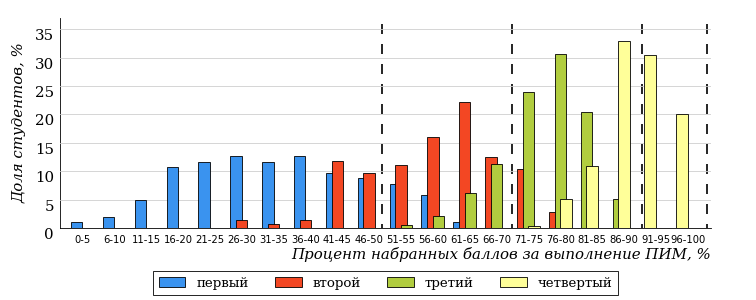 Доля студентов, %
35
30
25
20
15
10
5
0
0-5 6-10 11-15 16-20 21-25 26-30 31-35 36-40 41-45 46-50 51-55 56-60 61-65 66-70 71-75 76-80 81-85 86-90 91-95 96-100
Процент набранных баллов за выполнение ПИМ, %
первый второй третий четвертый